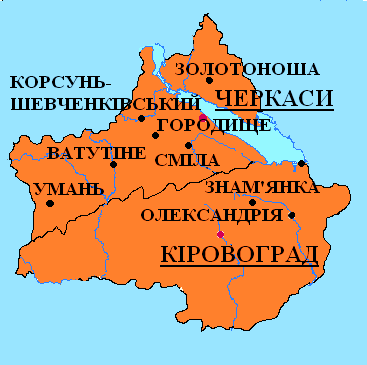 ЗОЛОТОНОША
КОРСУНЬ-
ШЕВЧЕНКІВСЬКИЙ
ЧЕРКАСИ
ГОРОДИЩЕ
ВАТУТІНЕ
СМІЛА
УМАНЬ
ЗНАМ'ЯНКА
ОЛЕКСАНДРІЯ
КІРОВОГРАД